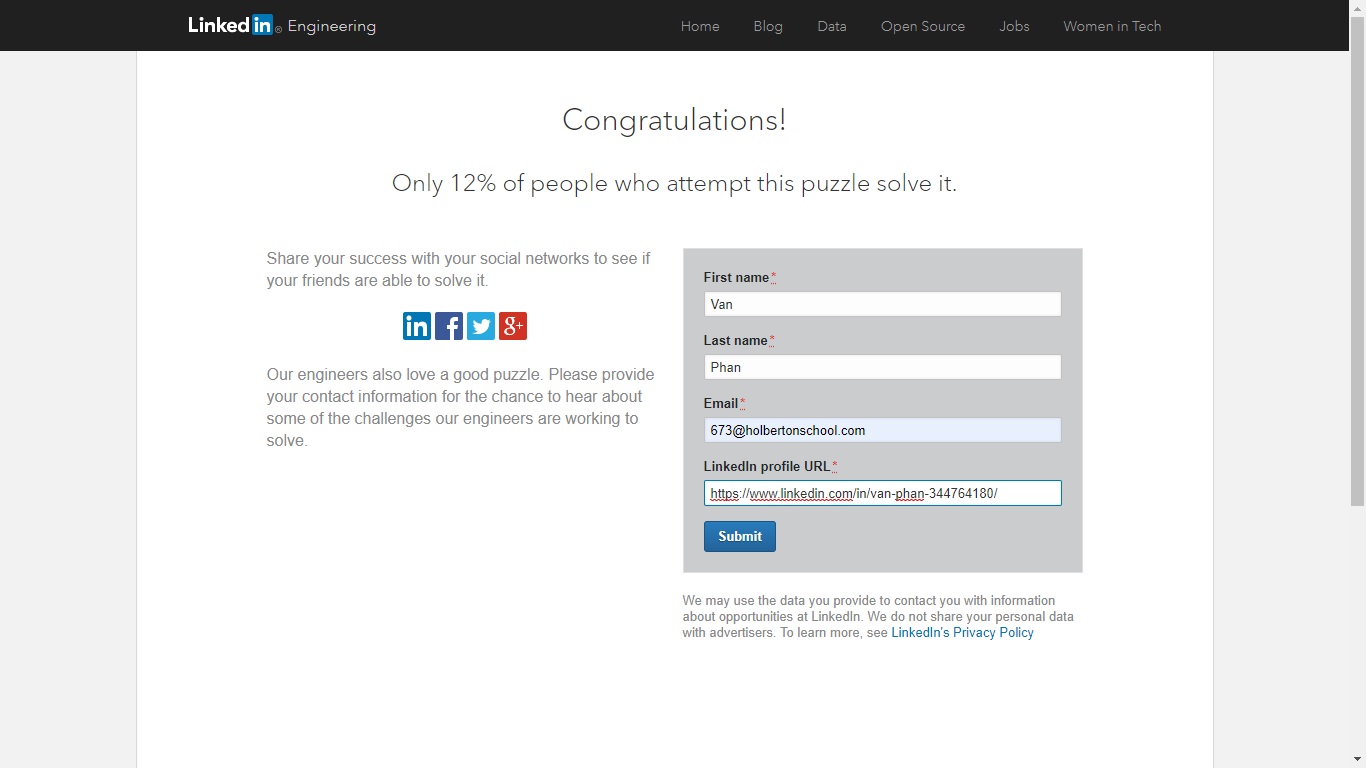 Linked in ® Engineering
Home Blog Data Open Source Jobs Women in Tech
Congratulations!
Only 12% of people who attempt this puzzle solve it.
Share your success with your social networks to see if
your friends are able to solve it.
in f g+
Our engineers also love a good puzzle. Please provide
your contact information for the chance to hear about
some of the challenges our engineers are working to
solve.
First name*
Van
Last name*
Phan
Email*
673@holbertonschool.com
LinkedIn profile URL*
https://www.linkedin.com/in/van-phan-344764180/
Submit
We may use the data you provide to contact you with information
about opportunities at LinkedIn. We do not share your personal data
with advertisers. To learn more, see LinkedIn's Privacy Policy